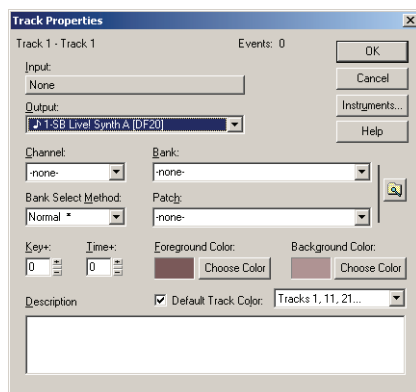 Track Properties
Track 1 - Track 1 Events: 0
OK
Input:
None
Cancel
Output:
1-SB Live! Synth A [DF20]
Instruments...
Help
Channel: Bank:
-none- -none-
Bank Select Method: Patch:
Normal * -none-
Key+: Time+: Foreground Color: Background Color:
0 0 Choose Color Choose Color
Description Default Track Color: Tracks 1, 11, 21...